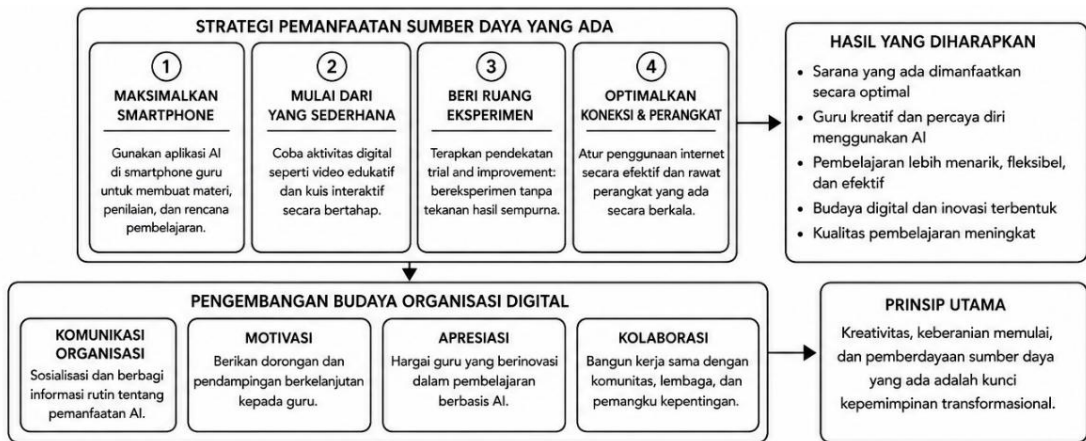 STRATEGI PEMANFAATAN SUMBER DAYA YANG ADA
1
MAKSIMALKAN
SMARTPHONE
Gunakan aplikasi AI
di smartphone guru
untuk membuat materi,
penilaian, dan rencana
pembelajaran.
2
MULAI DARI
YANG SEDERHANA
Coba aktivitas digital
seperti video edukatif
dan kuis interaktif
secara bertahap.
3
BERI RUANG
EKSPERIMEN
Terapkan pendekatan
trial and improvement:
bereksperimen tanpa
tekanan hasil sempurna.
4
OPTIMALKAN
KONEKSI & PERANGKAT
Atur penggunaan internet
secara efektif dan rawat
perangkat yang ada
secara berkala.
HASIL YANG DIHARAPKAN
• Sarana yang ada dimanfaatkan
secara optimal
• Guru kreatif dan percaya diri
menggunakan AI
• Pembelajaran lebih menarik, fleksibel,
dan efektif
• Budaya digital dan inovasi terbentuk
• Kualitas pembelajaran meningkat
PENGEMBANGAN BUDAYA ORGANISASI DIGITAL
KOMUNIKASI
ORGANISASI
Sosialisasi dan berbagi
informasi rutin tentang
pemanfaatan AI.
MOTIVASI
Berikan dorongan dan
pendampingan berkelanjutan
kepada guru.
APRESIASI
Hargai guru yang berinovasi
dalam pembelajaran
berbasis AI.
KOLABORASI
Bangun kerja sama dengan
komunitas, lembaga, dan
pemangku kepentingan.
PRINSIP UTAMA
Kreativitas, keberanian memulai,
dan pemberdayaan sumber daya
yang ada adalah kunci
kepemimpinan transformasional.